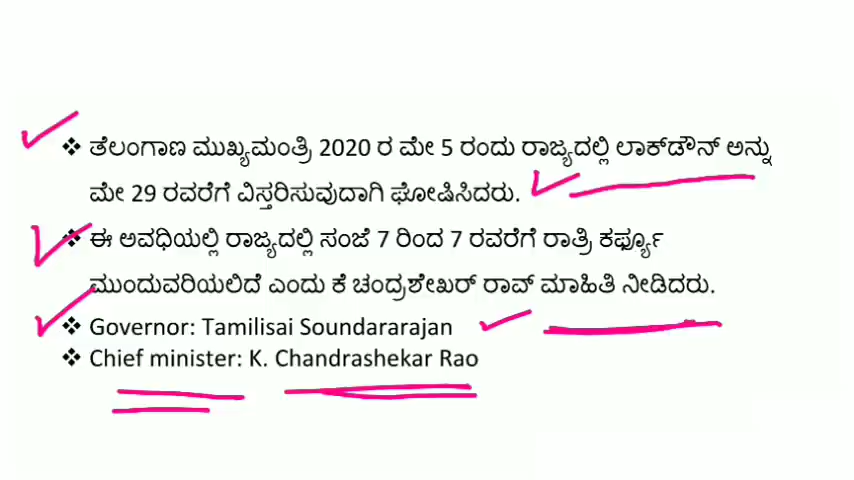 ❖ ತೆಲಂಗಾಣ ಮುಖ್ಯಮಂತ್ರಿ 2020 ರ ಮೇ 5 ರಂದು ರಾಜ್ಯದಲ್ಲಿ ಲಾಕ್‌ಡೌನ್ ಅನ್ನು
ಮೇ 29 ರವರೆಗೆ ವಿಸ್ತರಿಸುವುದಾಗಿ ಘೋಷಿಸಿದರು.
❖ ಈ ಅವಧಿಯಲ್ಲಿ ರಾಜ್ಯದಲ್ಲಿ ಸಂಜೆ 7 ರಿಂದ 7 ರವರೆಗೆ ರಾತ್ರಿ ಕರ್ಫ್ಯೂ
ಮುಂದುವರಿಯಲಿದೆ ಎಂದು ಕೆ ಚಂದ್ರಶೇಖರ್ ರಾವ್ ಮಾಹಿತಿ ನೀಡಿದರು.
❖ Governor: Tamilisai Soundararajan
❖ Chief minister: K. Chandrashekar Rao